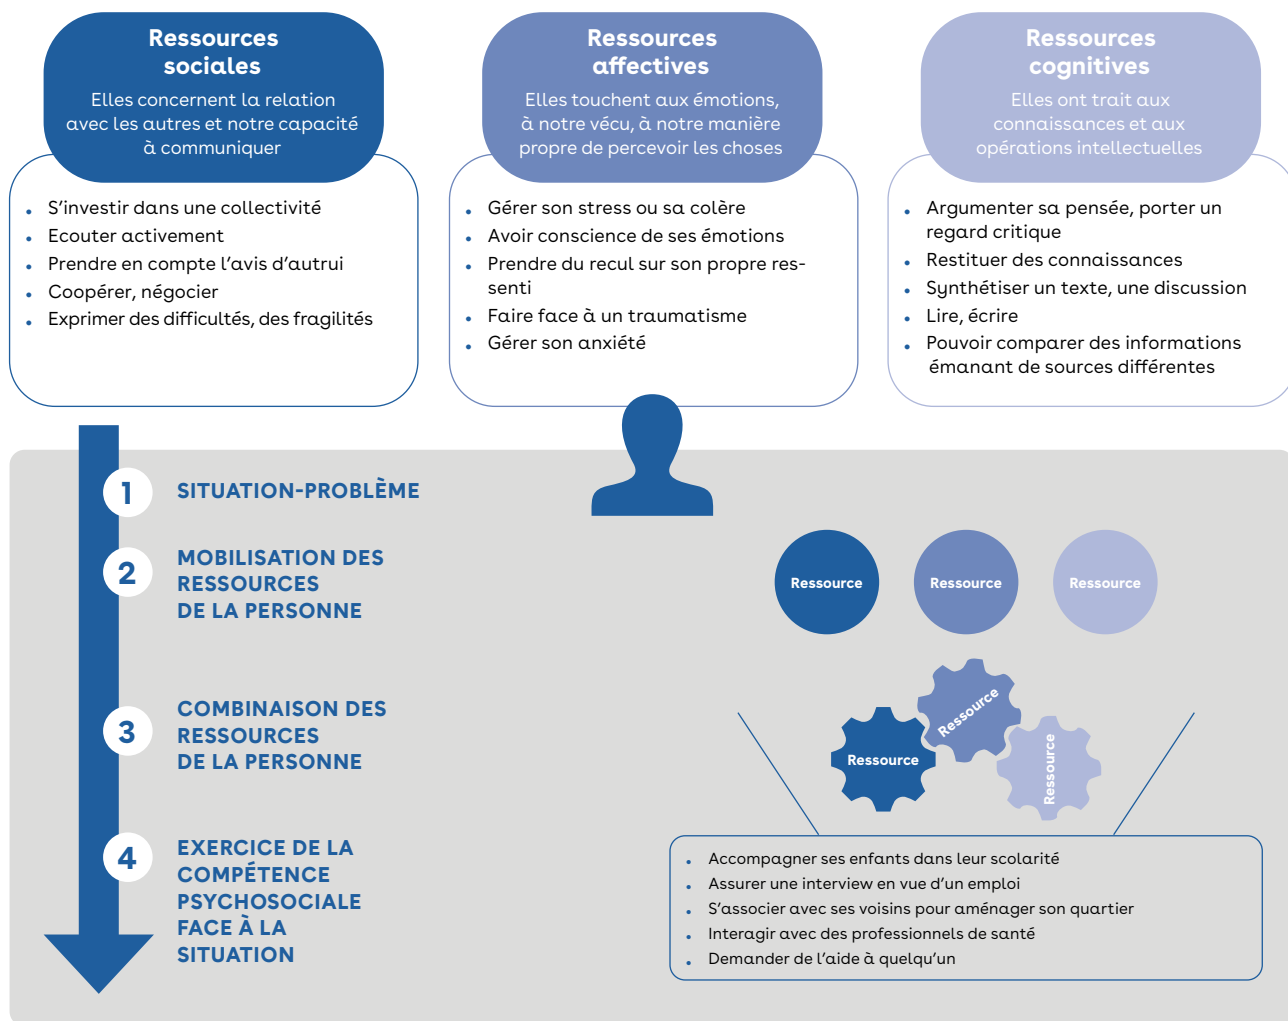 Ressources
sociales
Elles concernent la relation
avec les autres et notre capacité
à communiquer
• S’investir dans une collectivité
• Ecouter activement
• Prendre en compte l’avis d’autrui
• Coopérer, négocier
• Exprimer des difficultés, des fragilités
Ressources
affectives
Elles touchent aux émotions,
à notre vécu, à notre manière
propre de percevoir les choses
• Gérer son stress ou sa colère
• Avoir conscience de ses émotions
• Prendre du recul sur son propre res-
senti
• Faire face à un traumatisme
• Gérer son anxiété
Ressources
cognitives
Elles ont trait aux
connaissances et aux
opérations intellectuelles
• Argumenter sa pensée, porter un
regard critique
• Restituer des connaissances
• Synthétiser un texte, une discussion
• Lire, écrire
• Pouvoir comparer des informations
émanant de sources différentes
1
SITUATION-PROBLÈME
2
MOBILISATION DES
RESSOURCES
DE LA PERSONNE
Ressource
Ressource
Ressource
3
COMBINAISON DES
RESSOURCES
DE LA PERSONNE
Ressource
Ressource
Ressource
4
EXERCICE DE LA
COMPÉTENCE
PSYCHOSOCIALE
FACE À LA
SITUATION
• Accompagner ses enfants dans leur scolarité
• Assurer une interview en vue d’un emploi
• S’associer avec ses voisins pour aménager son quartier
• Interagir avec des professionnels de santé
• Demander de l’aide à quelqu’un